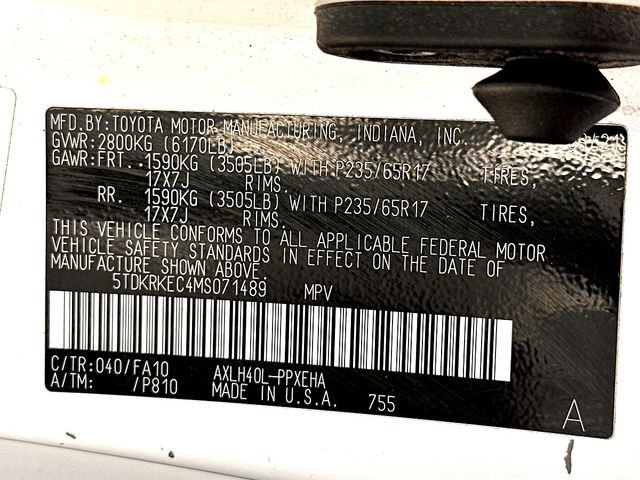 MFD.BY:TOYOTA MOTOR MANUFACTURING, INDIANA, INC.
GVWR:2800KG (6170LB)
GAWR:FRT. 1590KG (3505LB) WITH P235/65R17 TIRES,
17X7J RIMS.
RR. 1590KG (3505LB) WITH P235/65R17 TIRES,
17X7J RIMS.
THIS VEHICLE CONFORMS TO ALL APPLICABLE FEDERAL MOTOR
VEHICLE SAFETY STANDARDS IN EFFECT ON THE DATE OF
MANUFACTURE SHOWN ABOVE.
5TDKRKEC4MS071489 MPV
C/TR:040/FA10 AXLH40L-PPXEHA
A/TM: /P810 MADE IN U.S.A. 755
A